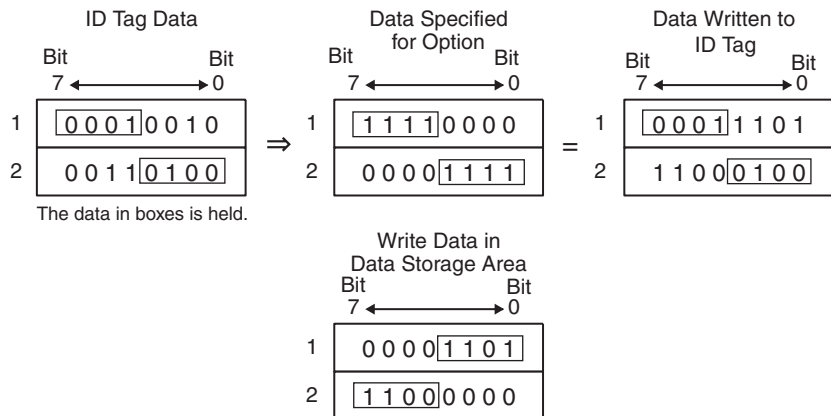 ID Tag Data
Bit Bit
7 0
1 0 0 0 1 0 0 1 0
2 0 0 1 1 0 1 0 0
The data in boxes is held.
⇒
Data Specified
for Option
Bit Bit
7 0
1 1 1 1 1 0 0 0 0
2 0 0 0 0 1 1 1 1
=
Data Written to
ID Tag
Bit Bit
7 0
1 0 0 0 1 1 1 0 1
2 1 1 0 0 0 1 0 0
Write Data in
Data Storage Area
Bit Bit
7 0
1 0 0 0 0 1 1 0 1
2 1 1 0 0 0 0 0 0